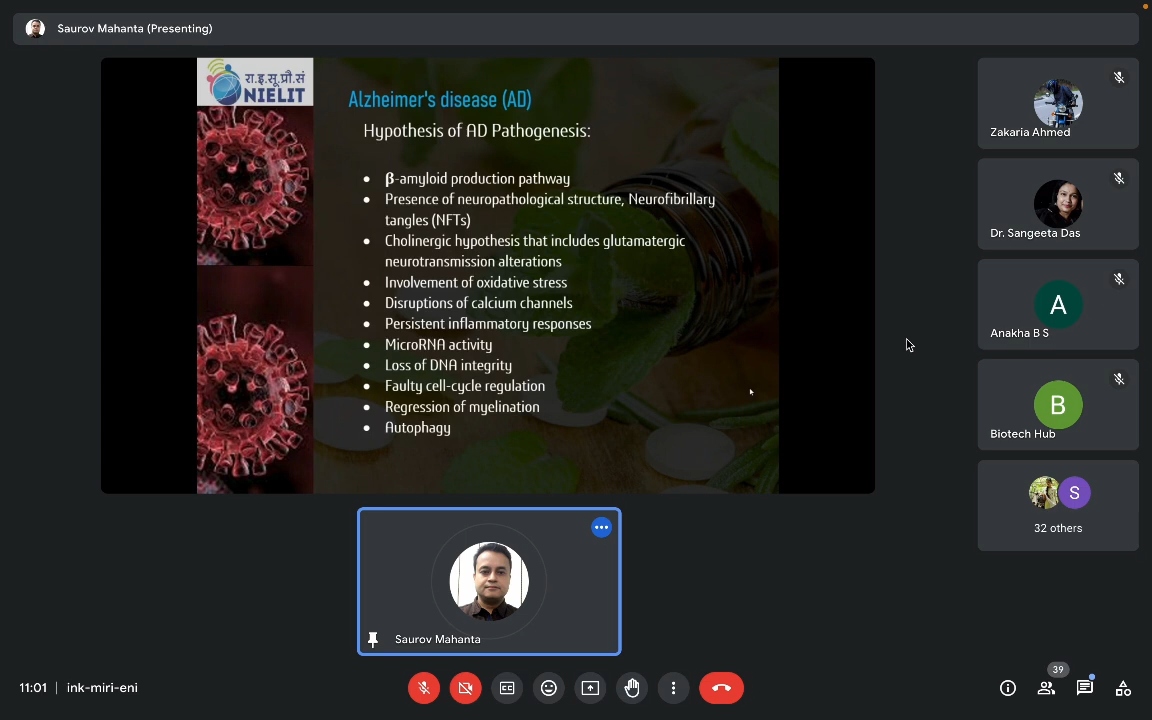 Saurov Mahanta (Presenting)
रा.इ.सू.प्रौ.सं
NIELIT
Alzheimer's disease (AD)
Hypothesis of AD Pathogenesis:
• β-amyloid production pathway
• Presence of neuropathological structure, Neurofibrillary
tangles (NFTs)
• Cholinergic hypothesis that includes glutamatergic
neurotransmission alterations
• Involvement of oxidative stress
• Disruptions of calcium channels
• Persistent inflammatory responses
• MicroRNA activity
• Loss of DNA integrity
• Faulty cell-cycle regulation
• Regression of myelination
• Autophagy
Zakaria Ahmed
Dr. Sangeeta Das
A
Anakha B S
B
Biotech Hub
S
32 others
Saurov Mahanta
11:01 | ink-miri-eni
CC
39